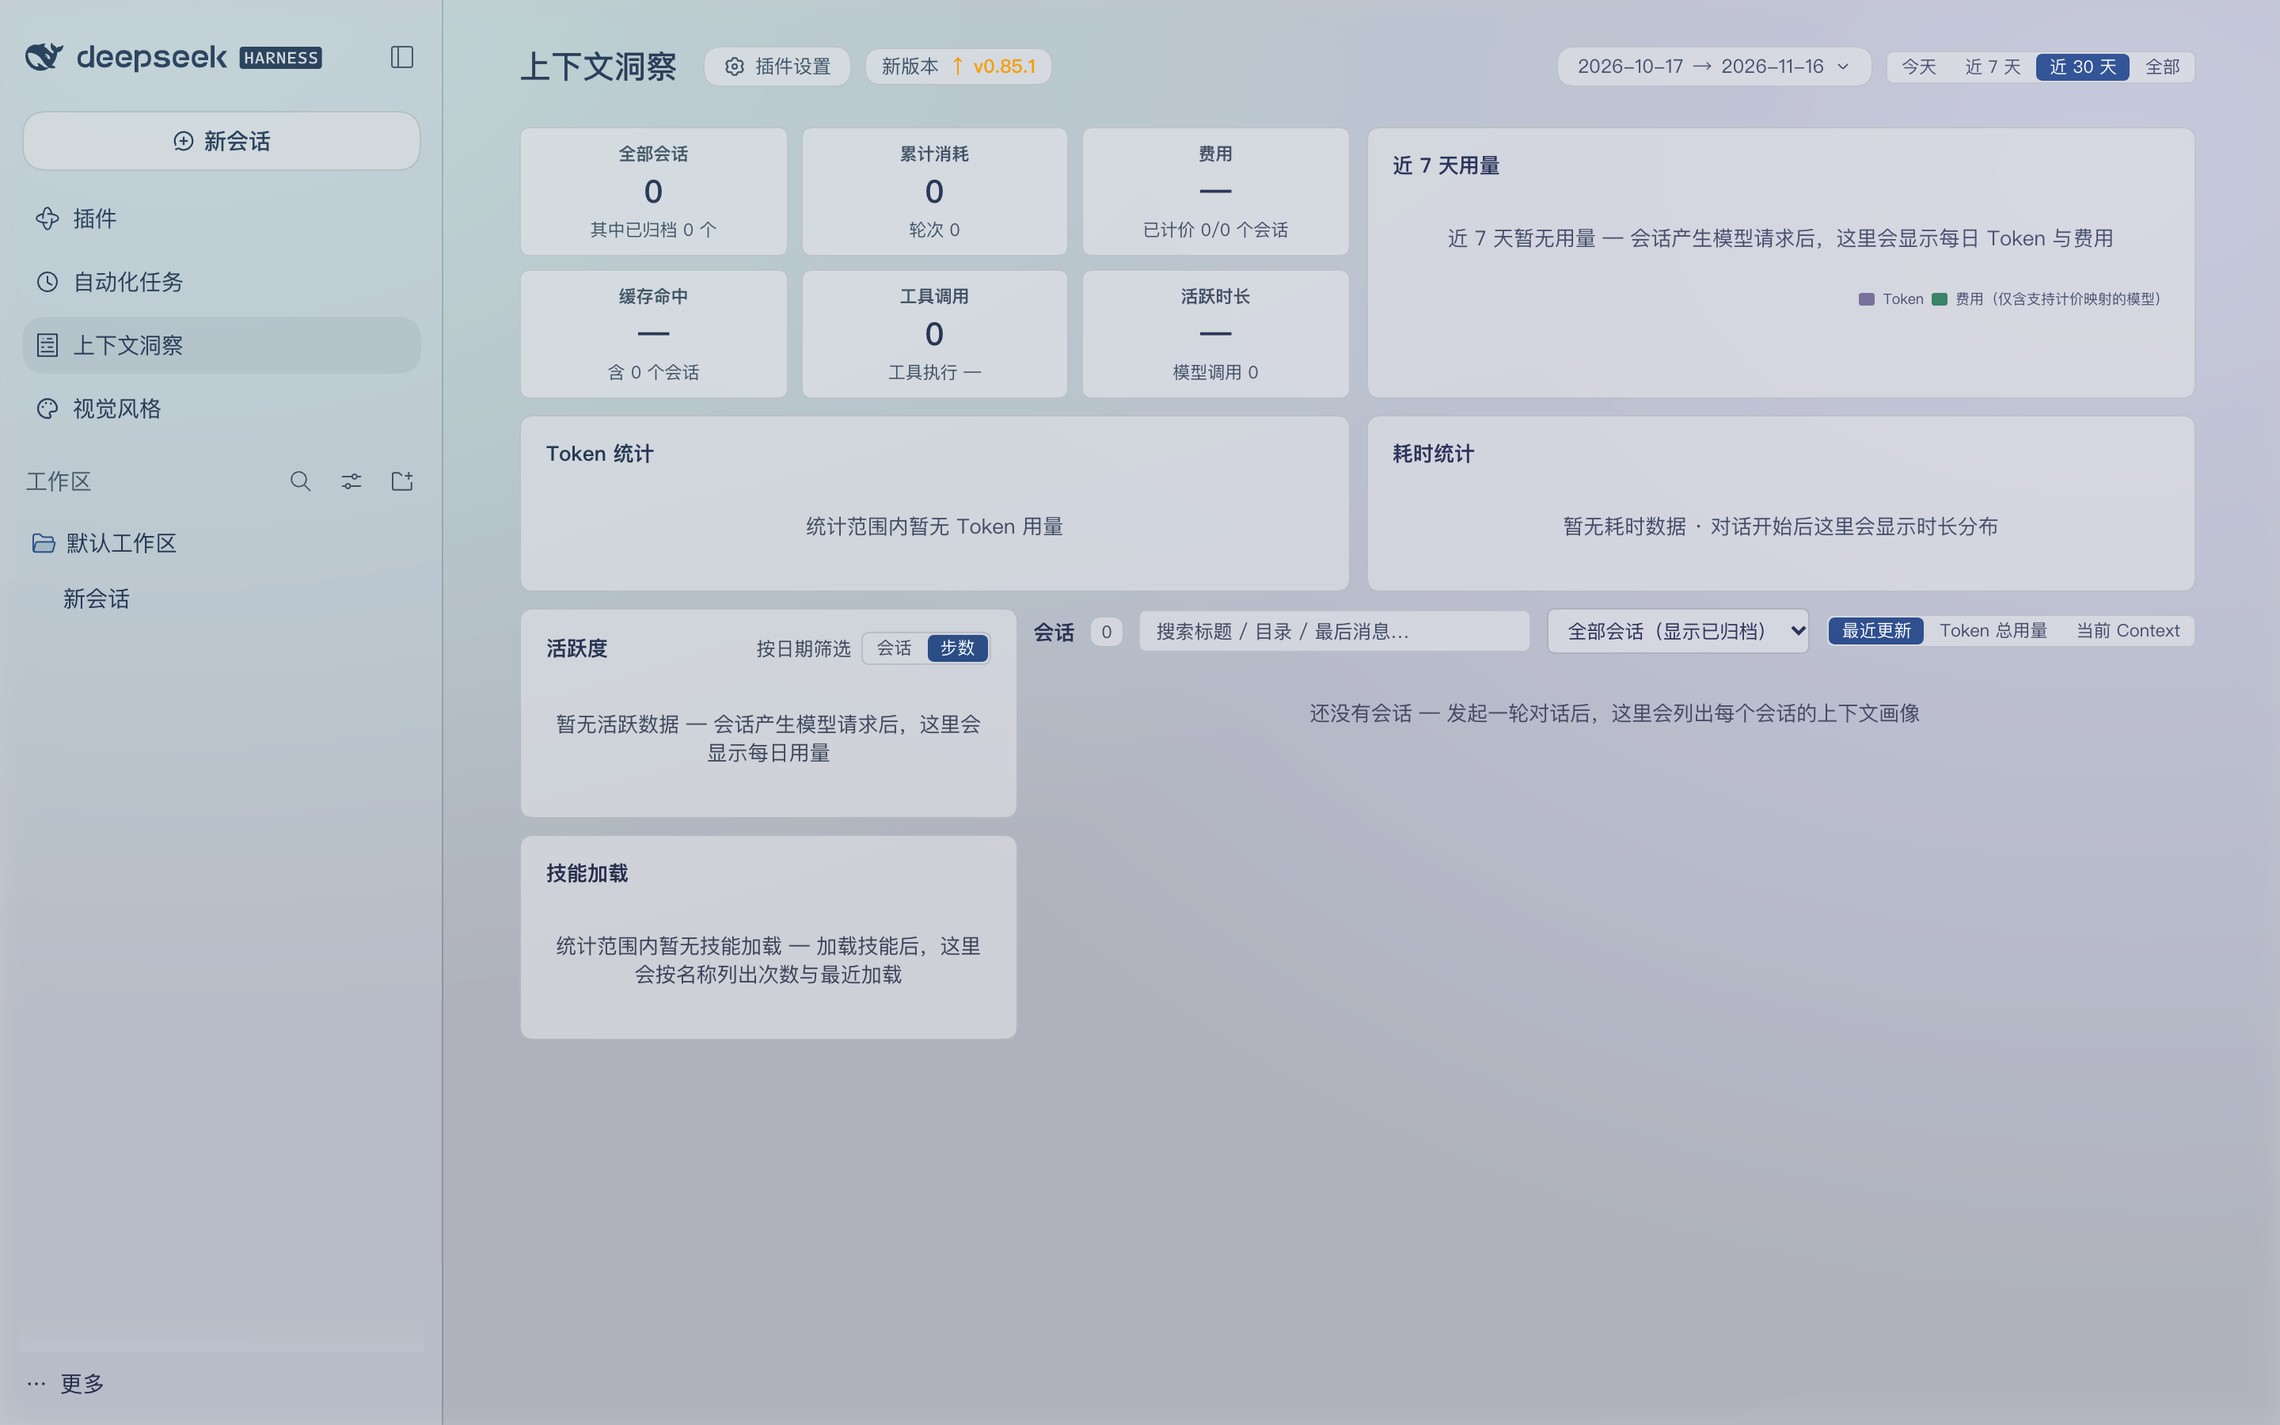 deepseek HARNESS
新会话
插件
自动化任务
上下文洞察
视觉风格
工作区
默认工作区
新会话
… 更多
上下文洞察
插件设置
新版本 ↑ v0.85.1
2026-10-17 → 2026-11-16
今天 近 7 天 近 30 天 全部
全部会话
0
其中已归档 0 个
累计消耗
0
轮次 0
费用
—
已计价 0/0 个会话
缓存命中
—
含 0 个会话
工具调用
0
工具执行 —
活跃时长
—
模型调用 0
近 7 天用量
近 7 天暂无用量 — 会话产生模型请求后，这里会显示每日 Token 与费用
Token 费用（仅含支持计价映射的模型）
Token 统计
统计范围内暂无 Token 用量
耗时统计
暂无耗时数据 · 对话开始后这里会显示时长分布
活跃度
按日期筛选 会话 步数
暂无活跃数据 — 会话产生模型请求后，这里会
显示每日用量
技能加载
统计范围内暂无技能加载 — 加载技能后，这里
会按名称列出次数与最近加载
会话 0
搜索标题 / 目录 / 最后消息...
全部会话（显示已归档）
最近更新 Token 总用量 当前 Context
还没有会话 — 发起一轮对话后，这里会列出每个会话的上下文画像